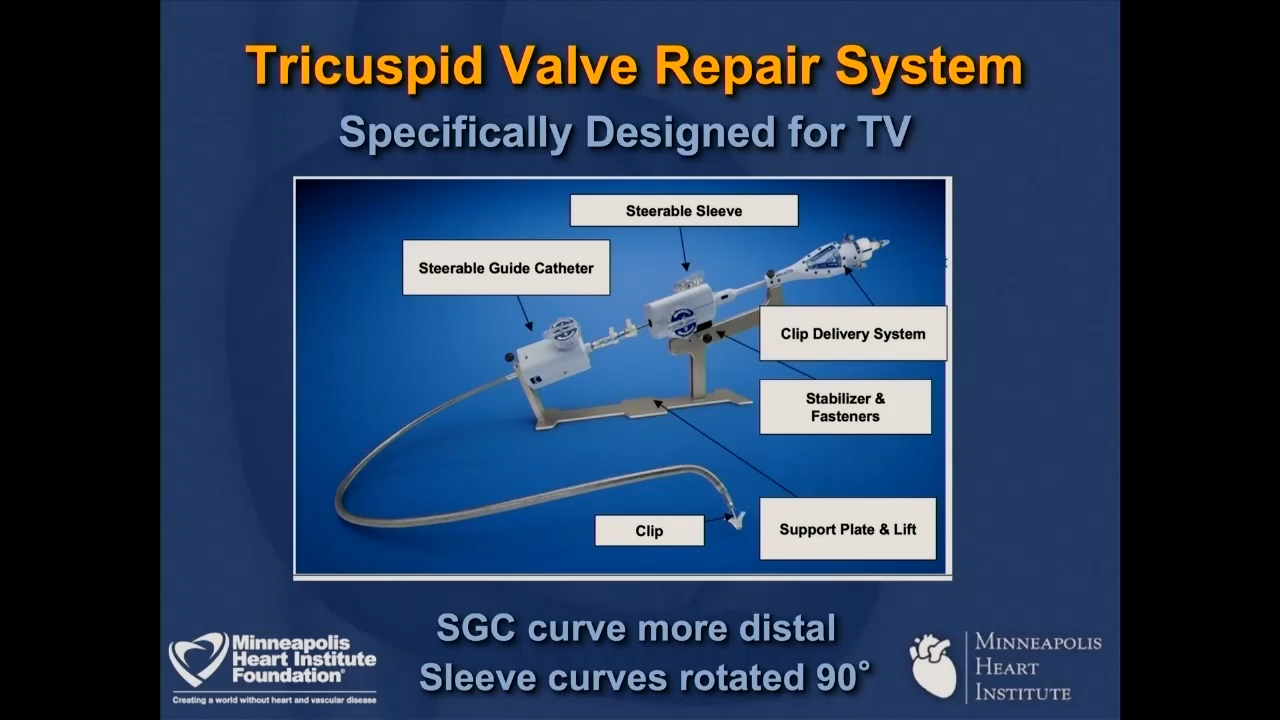 Tricuspid Valve Repair System
Specifically Designed for TV
Steerable Sleeve
Steerable Guide Catheter
Clip Delivery System
Stabilizer &
Fasteners
Clip
Support Plate & Lift
SGC curve more distal
Sleeve curves rotated 90°
Minneapolis
Heart Institute
Foundation®
Creating a world without heart and vascular disease
MINNEAPOLIS
HEART
INSTITUTE